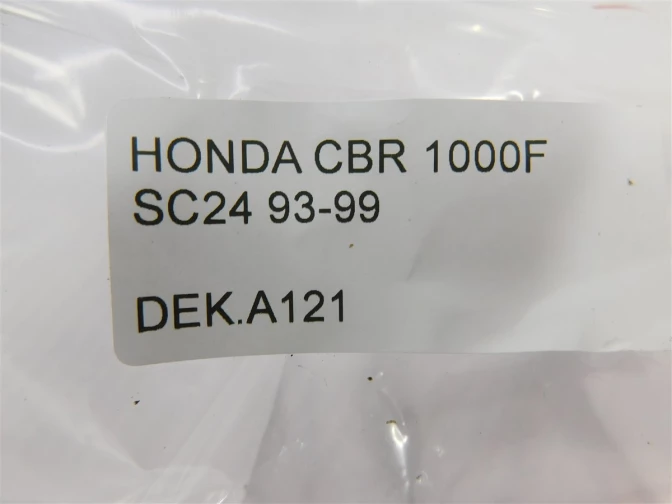 HONDA CBR 1000F
SC24 93-99
DEK.A121